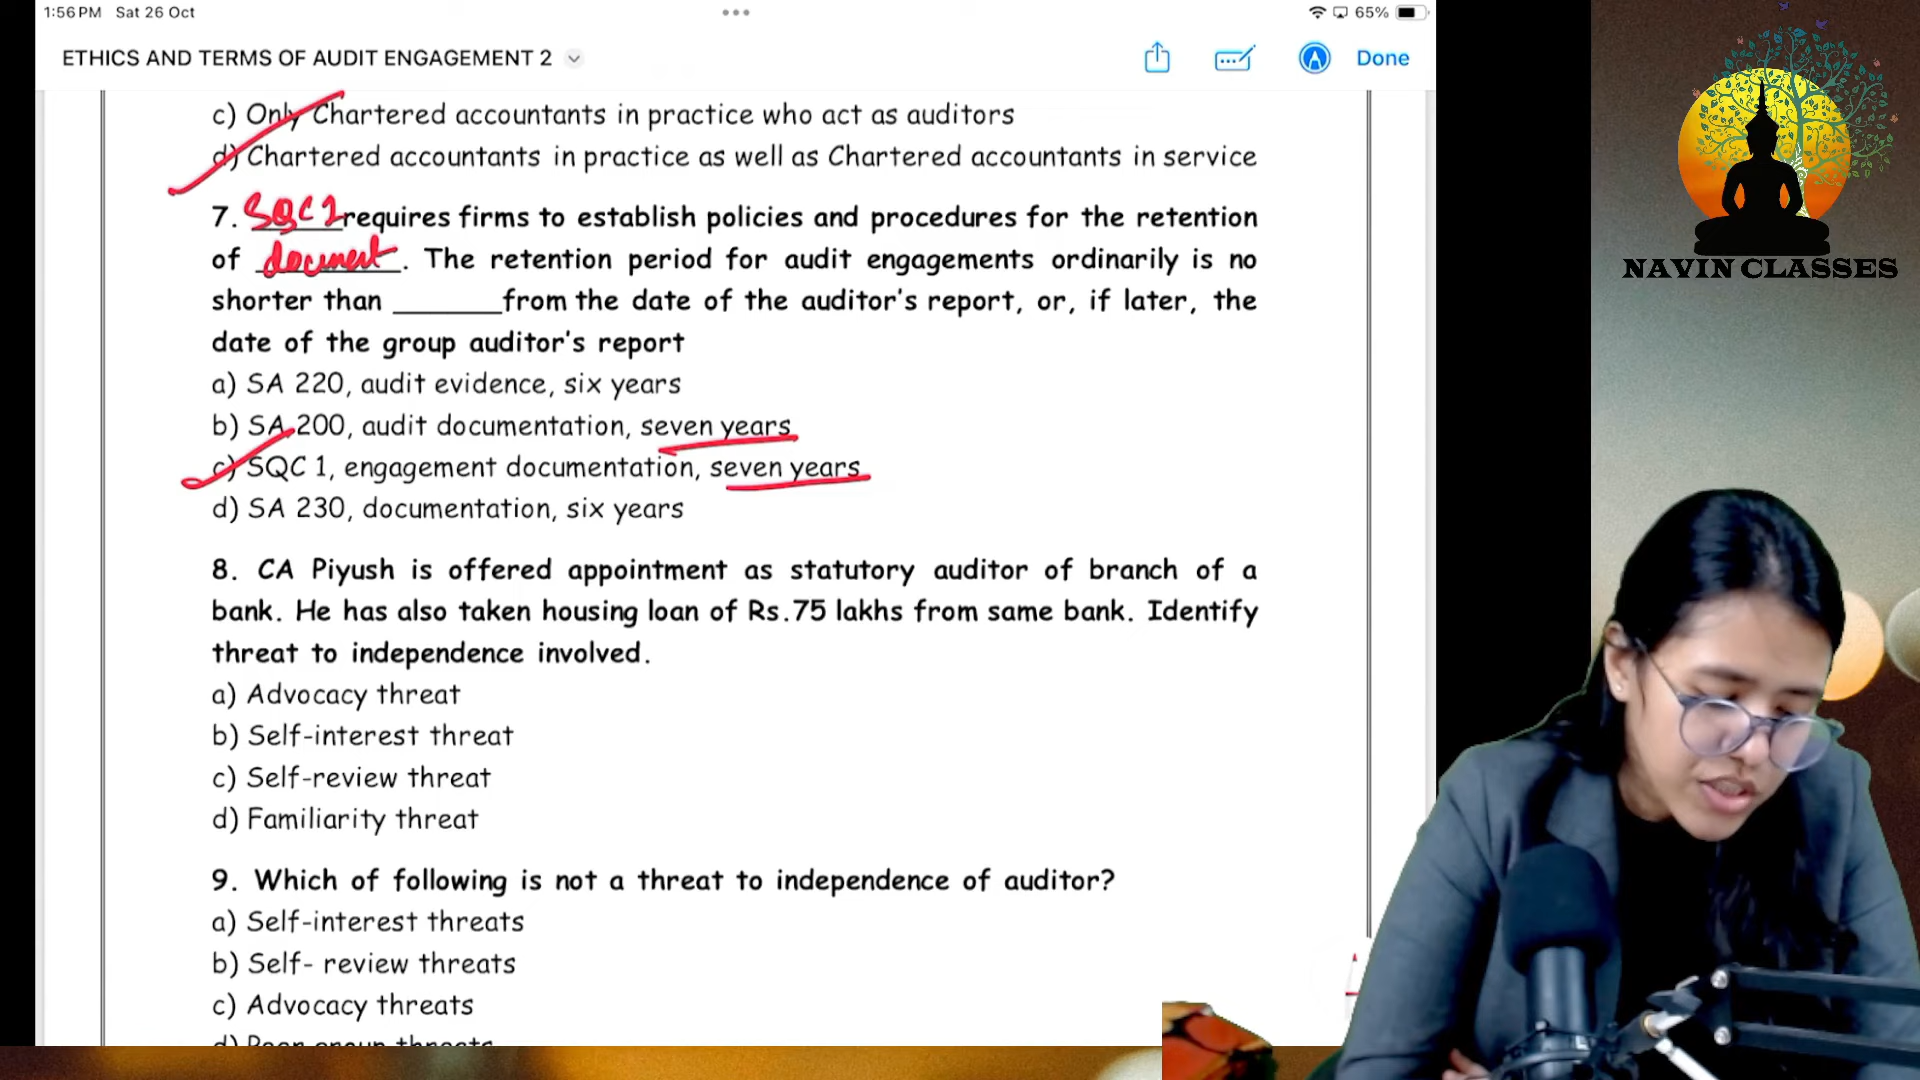 1:56 PM Sat 26 Oct
65%
ETHICS AND TERMS OF AUDIT ENGAGEMENT 2
Done
c) Only Chartered accountants in practice who act as auditors
d) Chartered accountants in practice as well as Chartered accountants in service
7. SQC 1 requires firms to establish policies and procedures for the retention
of document. The retention period for audit engagements ordinarily is no
shorter than ________from the date of the auditor's report, or, if later, the
date of the group auditor's report
a) SA 220, audit evidence, six years
b) SA 200, audit documentation, seven years
c) SQC 1, engagement documentation, seven years
d) SA 230, documentation, six years
8. CA Piyush is offered appointment as statutory auditor of branch of a
bank. He has also taken housing loan of Rs.75 lakhs from same bank. Identify
threat to independence involved.
a) Advocacy threat
b) Self-interest threat
c) Self-review threat
d) Familiarity threat
9. Which of following is not a threat to independence of auditor?
a) Self-interest threats
b) Self- review threats
c) Advocacy threats
d) Peer group threats
NAVIN CLASSES